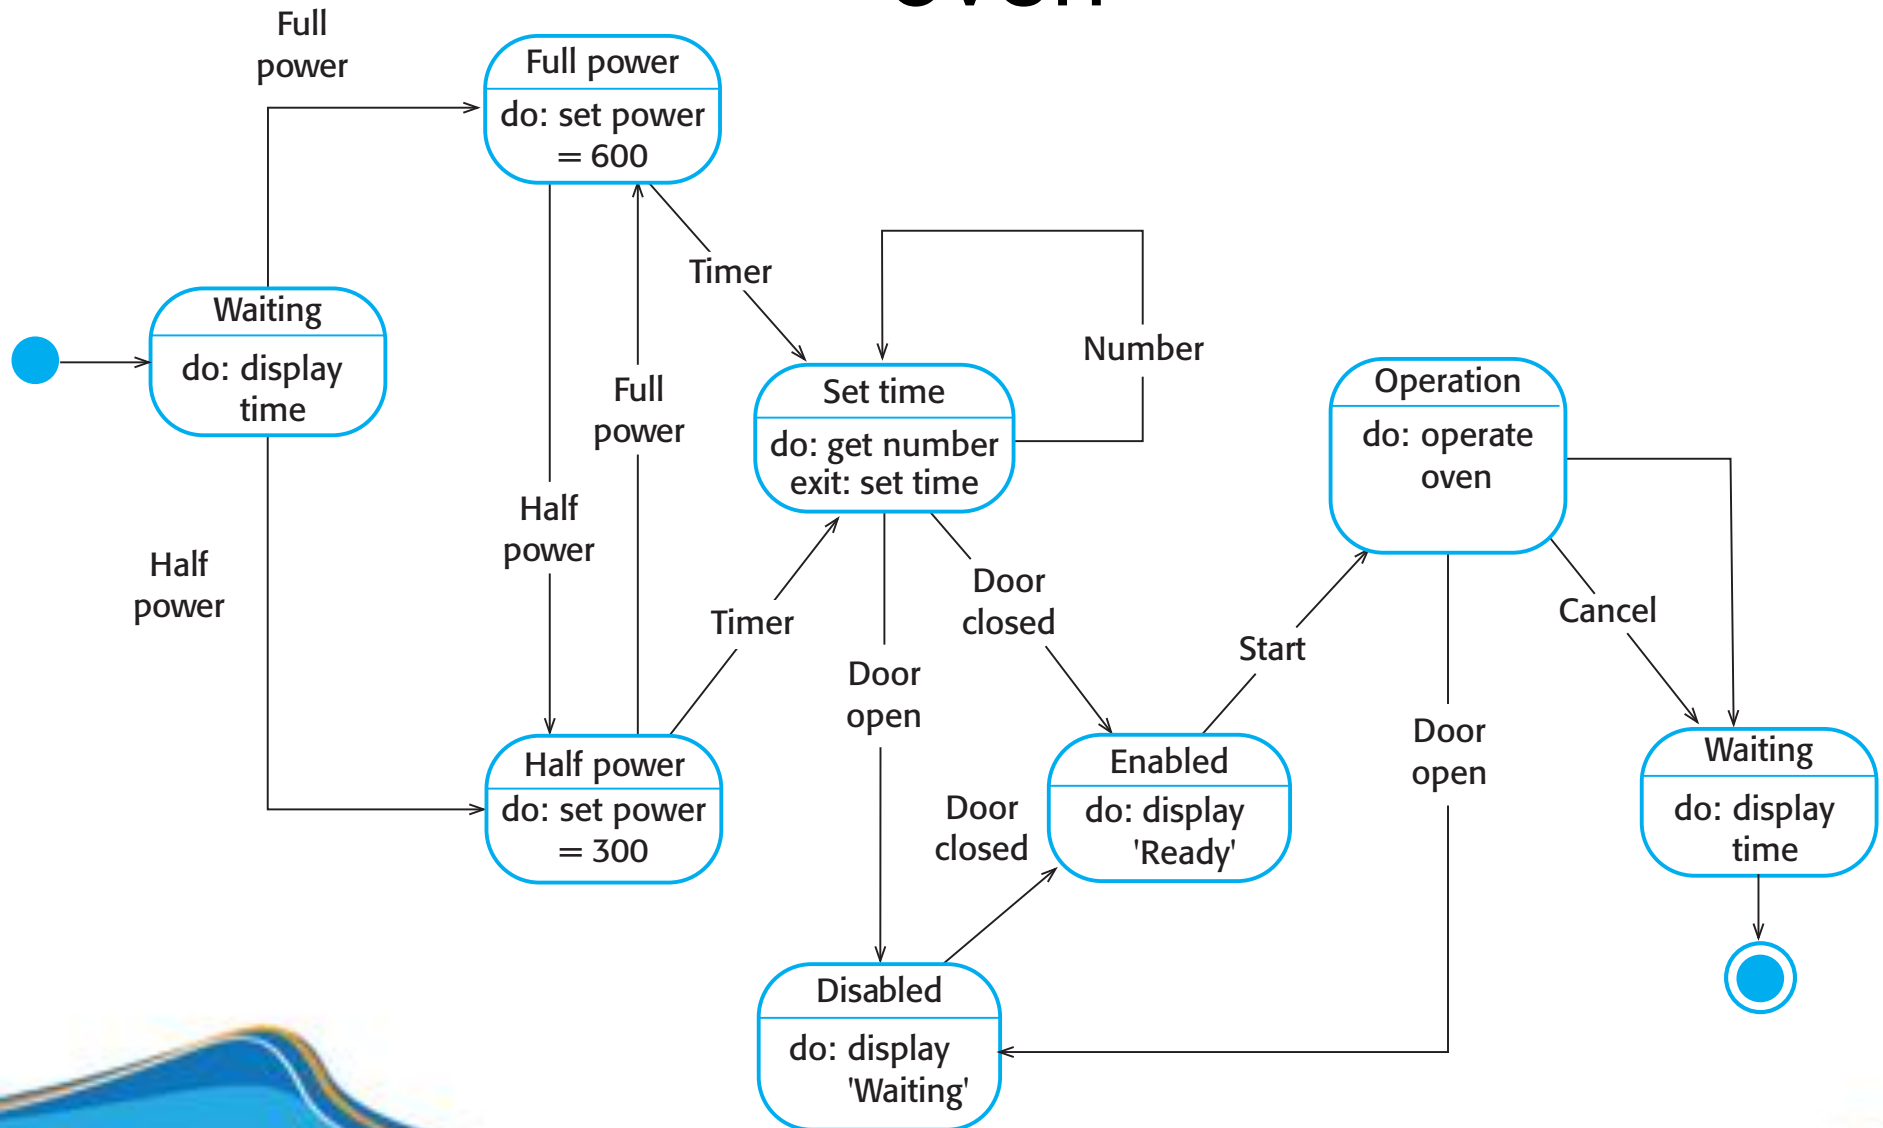 oven
Full
power
Full power
do: set power
= 600
Timer
Waiting
do: display
time
Number
Full
power
Set time
do: get number
exit: set time
Operation
do: operate
oven
Half
power
Half
power
Timer
Door
closed
Door
open
Start
Cancel
Door
open
Half power
do: set power
= 300
Enabled
do: display
'Ready'
Door
closed
Waiting
do: display
time
Disabled
do: display
'Waiting'